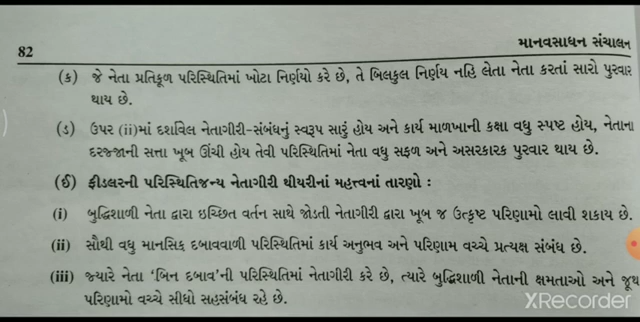 82
માનવસાધન સંચાલન
(ક) જે નેતા પ્રતિકૂળ પરિસ્થિતિમાં ખોટા નિર્ણયો કરે છે, તે બિલકુલ નિર્ણય નહિ લેતા નેતા કરતાં સારો પુરવાર
થાય છે.
(ડ) ઉપર (ii)માં દર્શાવેલ નેતાગીરી-સંબંધનું સ્વરૂપ સારું હોય અને કાર્ય માળખાની કક્ષા વધુ સ્પષ્ટ હોય, નેતાના
દરજ્જાની સત્તા ખૂબ ઊંચી હોય તેવી પરિસ્થિતિમાં નેતા વધુ સફળ અને અસરકારક પુરવાર થાય છે.
(ઈ) ફીડલરની પરિસ્થિતિજન્ય નેતાગીરી થીયરીનાં મહત્ત્વનાં તારણો :
(i) બુદ્ધિશાળી નેતા દ્વારા ઇચ્છિત વર્તન સાથે જોડતી નેતાગીરી દ્વારા ખૂબ જ ઉત્કૃષ્ટ પરિણામો લાવી શકાય છે.
(ii) સૌથી વધુ માનસિક દબાવવાળી પરિસ્થિતિમાં કાર્ય અનુભવ અને પરિણામ વચ્ચે પ્રત્યક્ષ સંબંધ છે.
(iii) જ્યારે નેતા ‘બિન દબાવ’ની પરિસ્થિતિમાં નેતાગીરી કરે છે, ત્યારે બુદ્ધિશાળી નેતાની ક્ષમતાઓ અને જૂથ
પરિણામો વચ્ચે સીધો સહસંબંધ રહે છે.
XRecorder